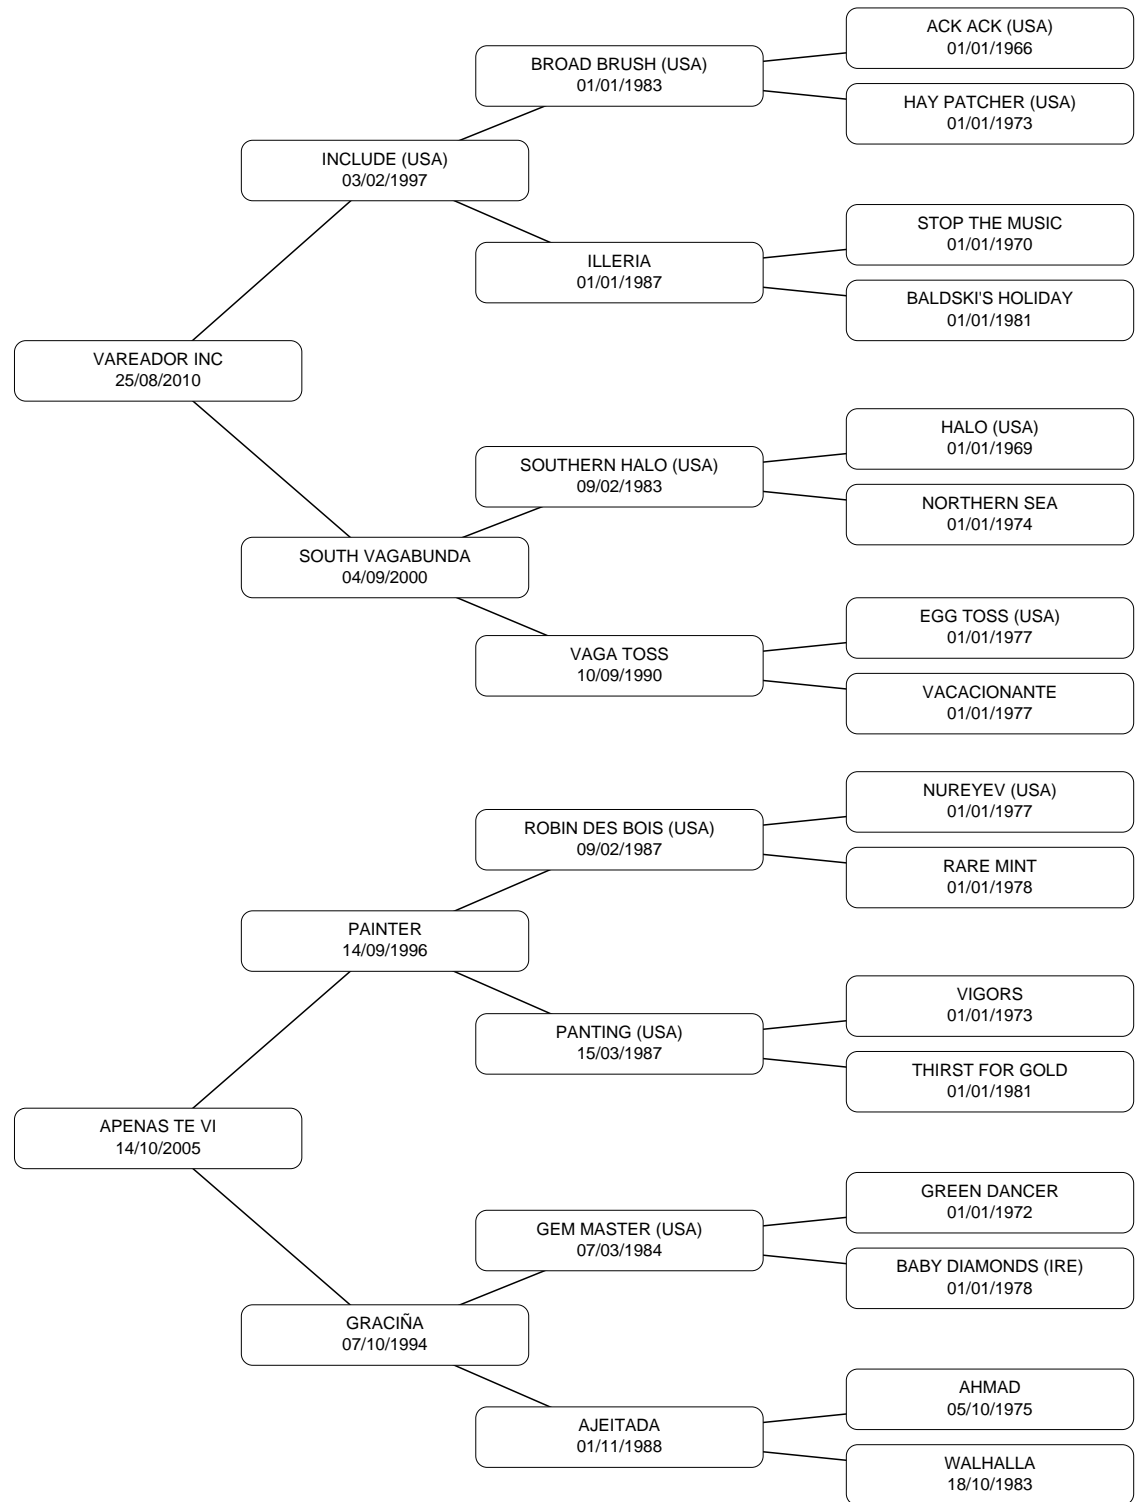 ACK ACK (USA)
01/01/1966
BROAD BRUSH (USA)
01/01/1983
HAY PATCHER (USA)
01/01/1973
INCLUDE (USA)
03/02/1997
STOP THE MUSIC
01/01/1970
ILLERIA
01/01/1987
BALDSKI'S HOLIDAY
01/01/1981
VAREADOR INC
25/08/2010
HALO (USA)
01/01/1969
SOUTHERN HALO (USA)
09/02/1983
NORTHERN SEA
01/01/1974
SOUTH VAGABUNDA
04/09/2000
EGG TOSS (USA)
01/01/1977
VAGA TOSS
10/09/1990
VACACIONANTE
01/01/1977
NUREYEV (USA)
01/01/1977
ROBIN DES BOIS (USA)
09/02/1987
RARE MINT
01/01/1978
PAINTER
14/09/1996
VIGORS
01/01/1973
PANTING (USA)
15/03/1987
THIRST FOR GOLD
01/01/1981
APENAS TE VI
14/10/2005
GREEN DANCER
01/01/1972
GEM MASTER (USA)
07/03/1984
BABY DIAMONDS (IRE)
01/01/1978
GRACIÑA
07/10/1994
AHMAD
05/10/1975
AJEITADA
01/11/1988
WALHALLA
18/10/1983